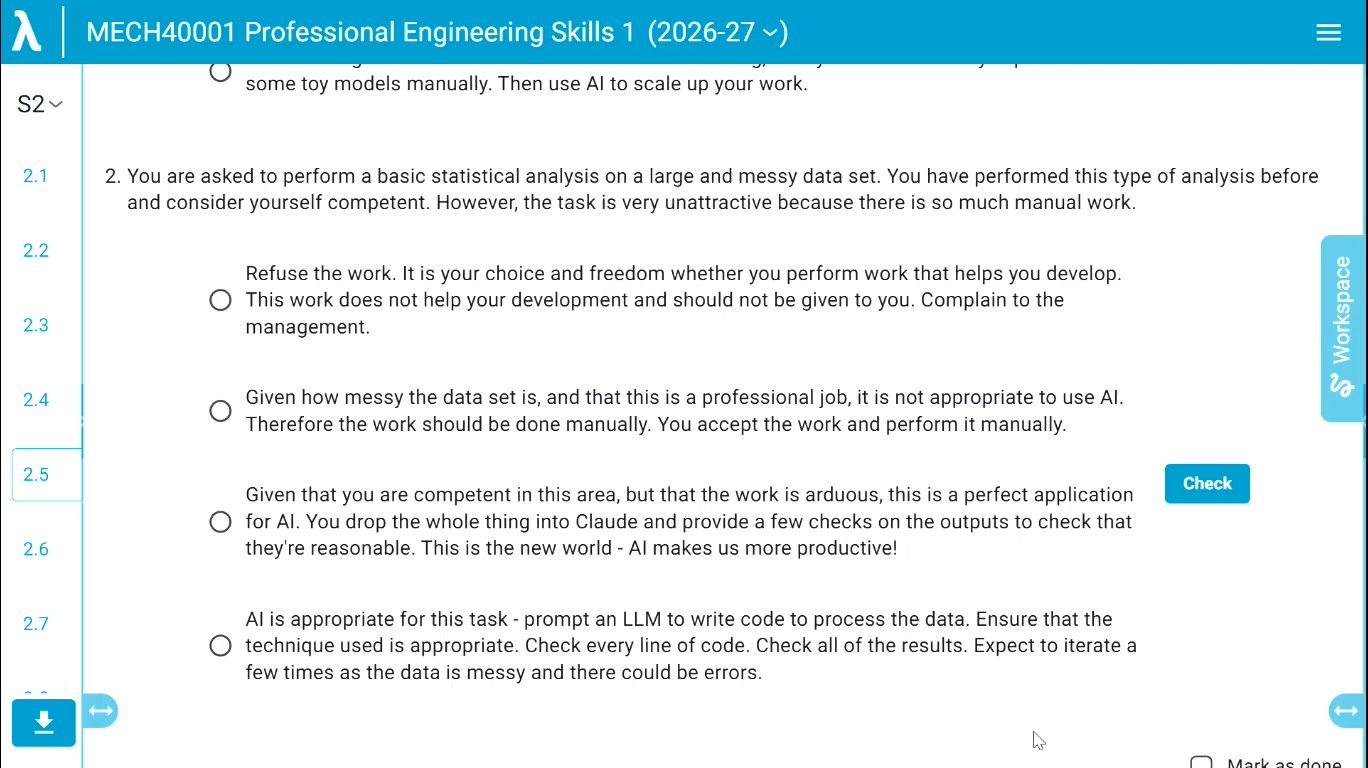 λ MECH40001 Professional Engineering Skills 1 (2026-27)
S2
some toy models manually. Then use AI to scale up your work.
2.1
2.2
2.3
2.4
2.5
2.6
2.7
2. You are asked to perform a basic statistical analysis on a large and messy data set. You have performed this type of analysis before
and consider yourself competent. However, the task is very unattractive because there is so much manual work.
Refuse the work. It is your choice and freedom whether you perform work that helps you develop.
This work does not help your development and should not be given to you. Complain to the
management.
Given how messy the data set is, and that this is a professional job, it is not appropriate to use AI.
Therefore the work should be done manually. You accept the work and perform it manually.
Given that you are competent in this area, but that the work is arduous, this is a perfect application
for AI. You drop the whole thing into Claude and provide a few checks on the outputs to check that
they're reasonable. This is the new world - AI makes us more productive!
AI is appropriate for this task - prompt an LLM to write code to process the data. Ensure that the
technique used is appropriate. Check every line of code. Check all of the results. Expect to iterate a
few times as the data is messy and there could be errors.
Check
Workspace
Mark as done